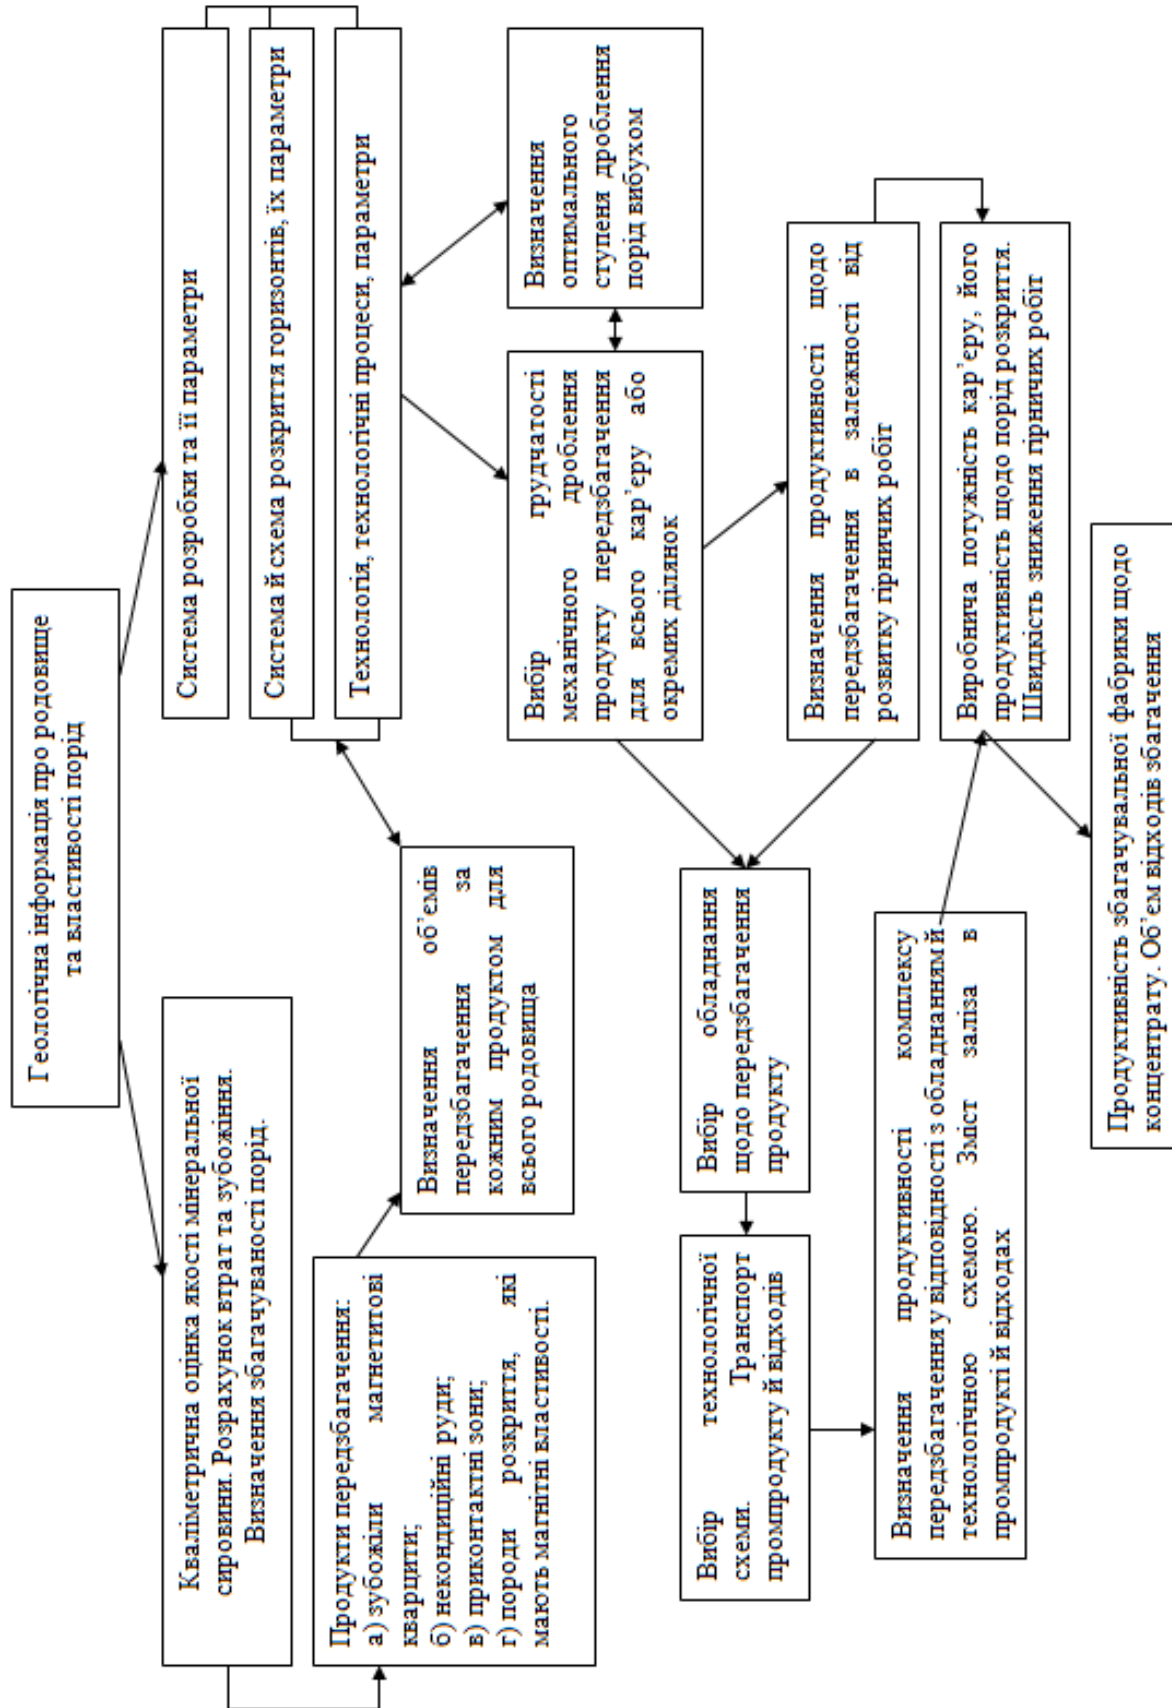 Геологічна інформація про родовище
та властивості порід
Кваліметрична оцінка якості мінеральної
сировини. Розрахунок втрат та зубожіння.
Визначення збагачуваності порід.
Система розробки та її параметри
Система й схема розкриття горизонтів, їх параметри
Технологія, технологічні процеси, параметри
Продукти передзбагачення:
а) зубожіли магнетитові
кварцити;
б) некондиційні руди;
в) приконтактні зони;
г) породи розкриття, які
мають магнітні властивості.
Визначення об’ємів
передзбагачення за
кожним продуктом для
всього родовища
Вибір грудчатості
механічного дроблення
продукту передзбагачення
для всього кар’єру або
окремих ділянок
Визначення
оптимального
ступеня дроблення
порід вибухом
Вибір технологічної
схеми. Транспорт
промпродукту й відходів
Вибір обладнання
щодо передзбагачення
продукту
Визначення продуктивності щодо
передзбагачення в залежності від
розвитку гірничих робіт
Визначення продуктивності комплексу
передзбагачення у відповідності з обладнанням й
технологічною схемою. Зміст заліза в
промпродукті й відходах
Виробнича потужність кар’єру, його
продуктивність щодо порід розкриття.
Швидкість зниження гірничих робіт
Продуктивність збагачувальної фабрики щодо
концентрату. Об’єм відходів збагачення